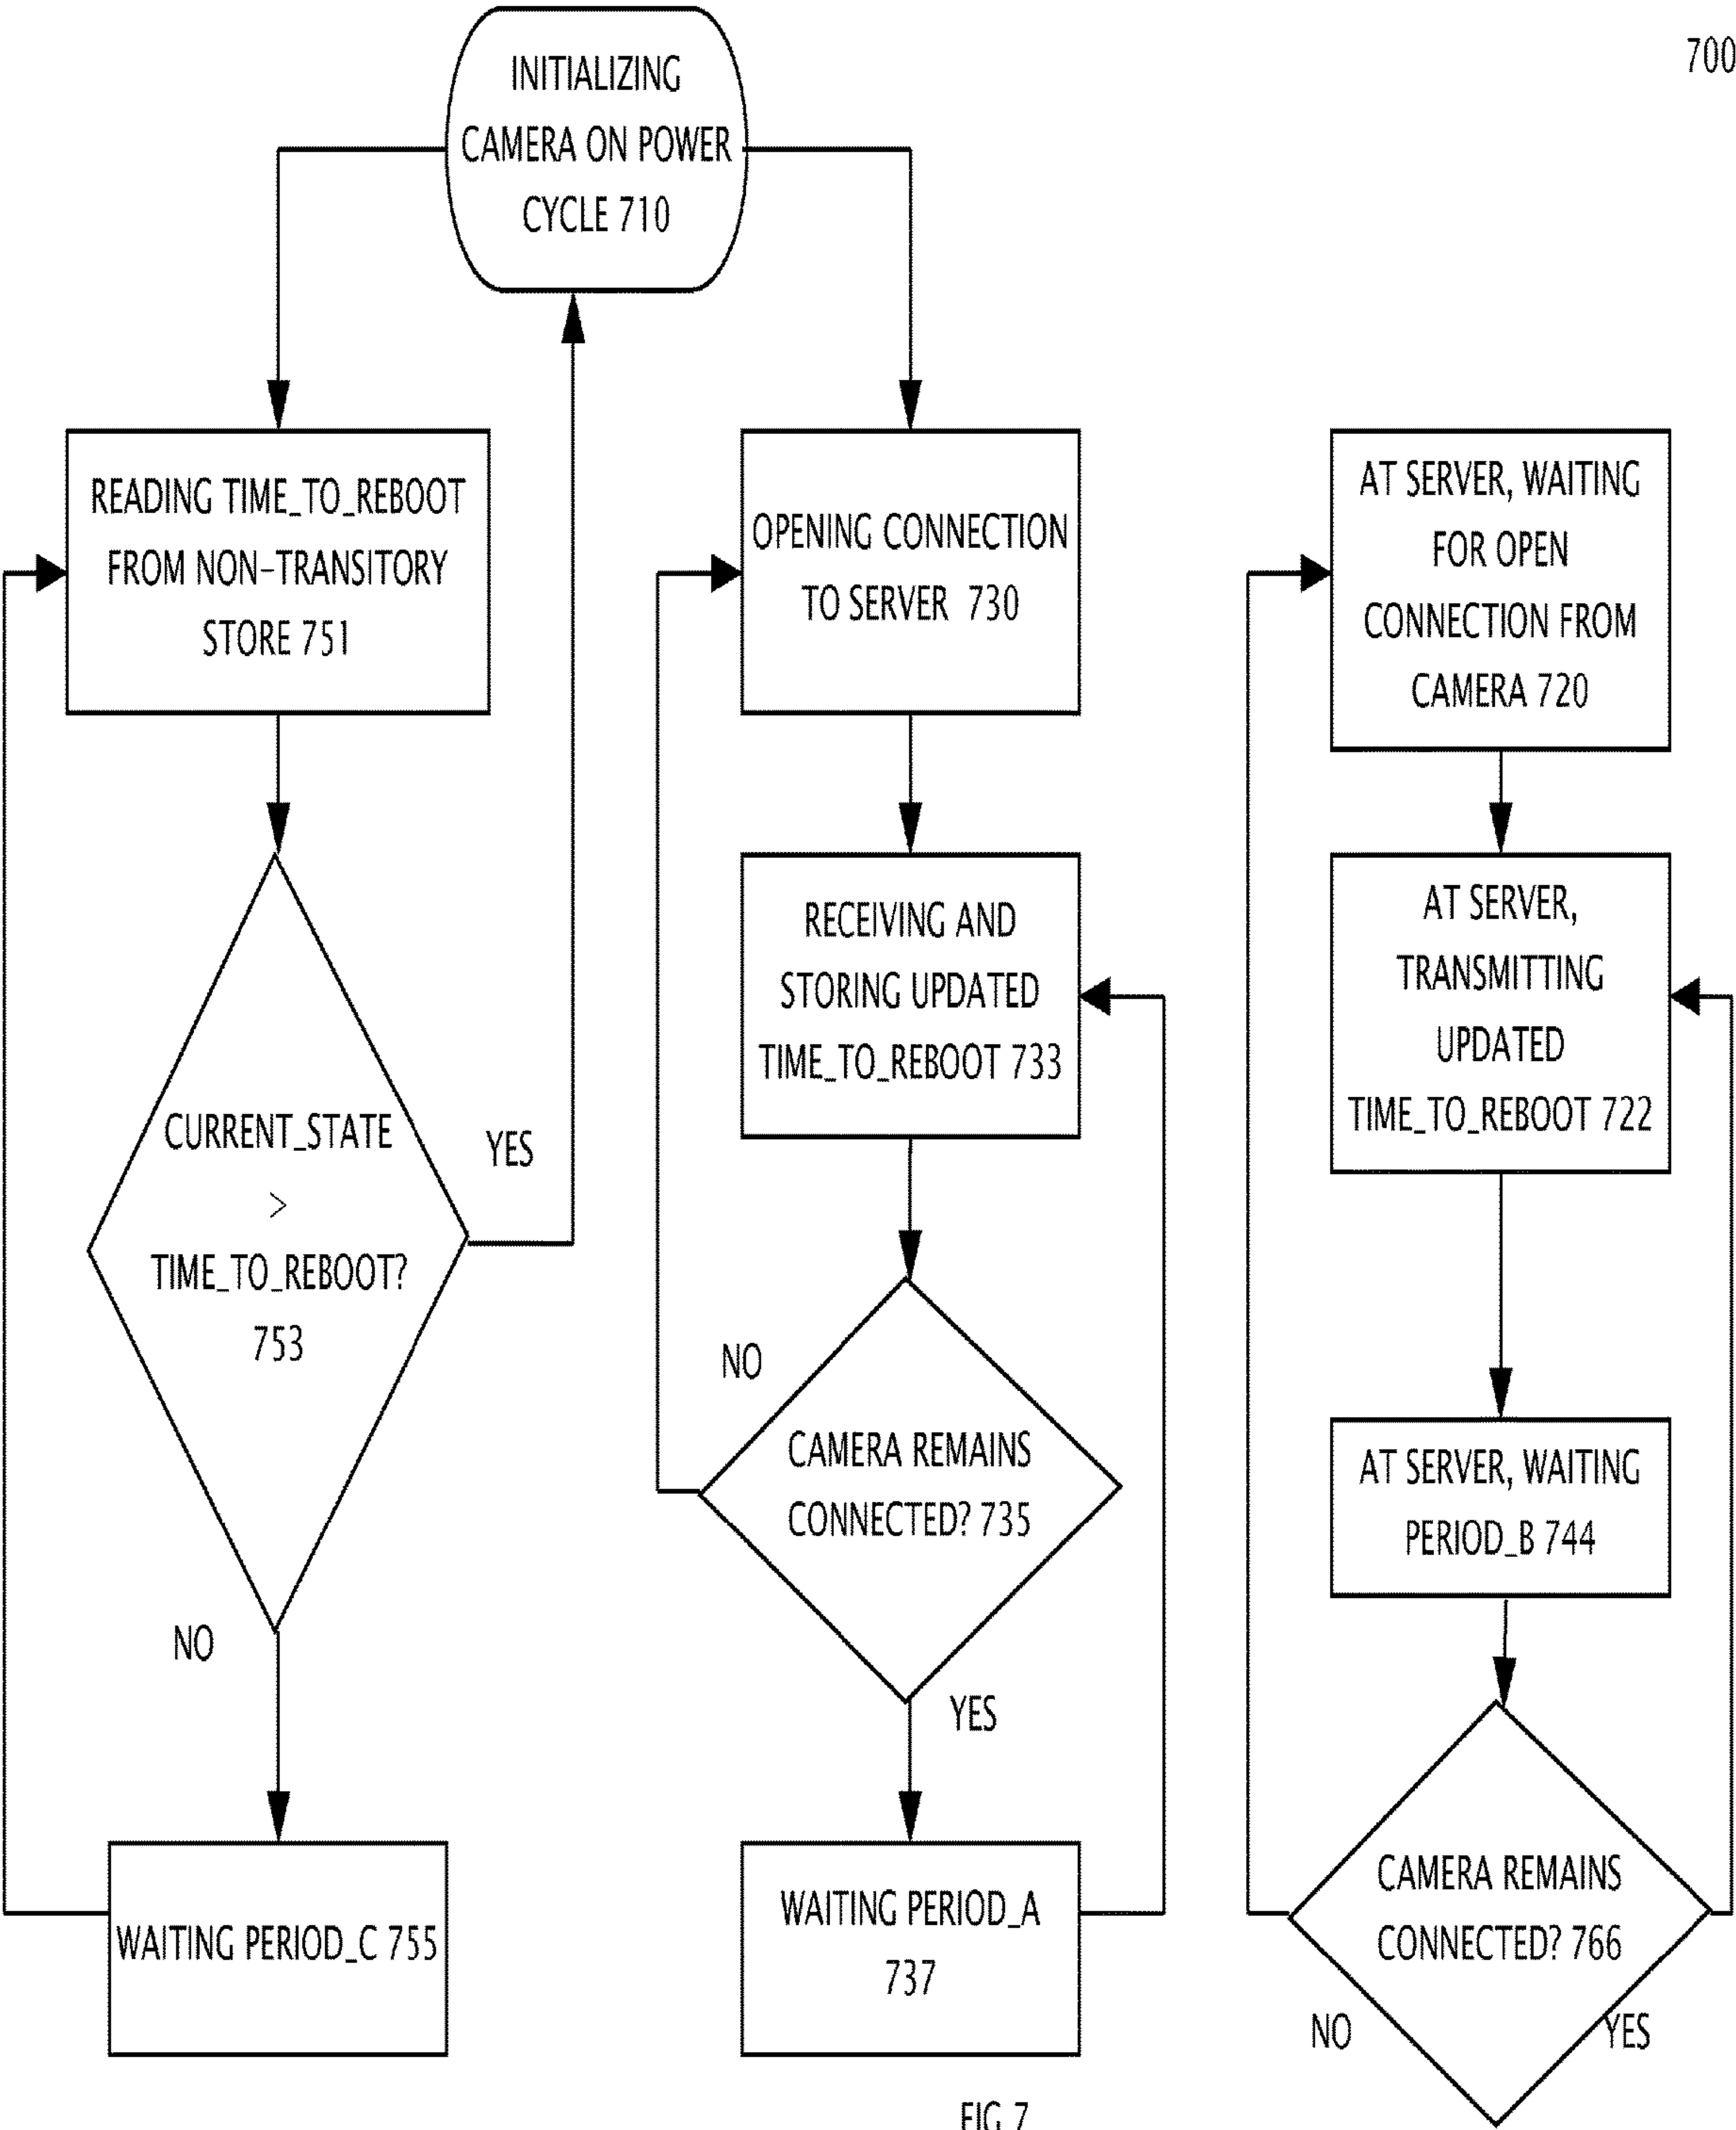 700
INITIALIZING
CAMERA ON POWER
CYCLE 710
READING TIME_TO_REBOOT
FROM NON-TRANSITORY
STORE 751
CURRENT_STATE
>
TIME_TO_REBOOT?
753
YES
NO
WAITING PERIOD_C 755
OPENING CONNECTION
TO SERVER 730
RECEIVING AND
STORING UPDATED
TIME_TO_REBOOT 733
NO
CAMERA REMAINS
CONNECTED? 735
YES
WAITING PERIOD_A
737
AT SERVER, WAITING
FOR OPEN
CONNECTION FROM
CAMERA 720
AT SERVER,
TRANSMITTING
UPDATED
TIME_TO_REBOOT 722
AT SERVER, WAITING
PERIOD_B 744
CAMERA REMAINS
CONNECTED? 766
NO
YES
FIG 7